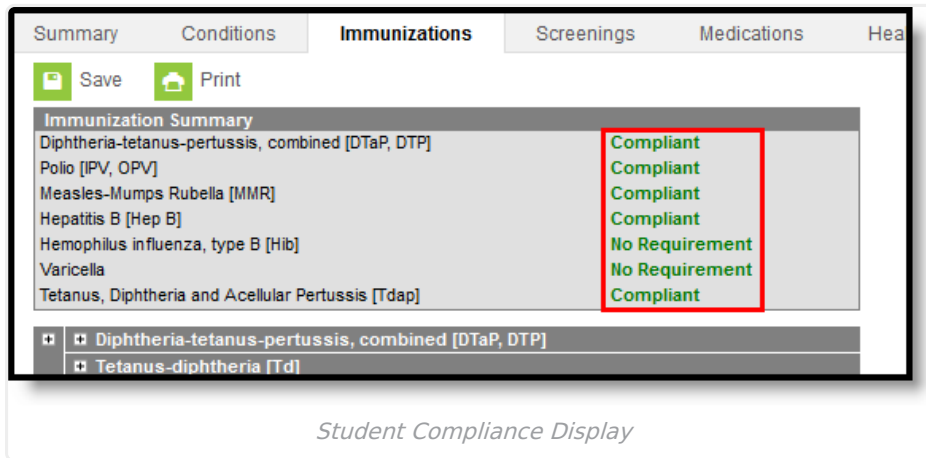 Summary Conditions Immunizations Screenings Medications Hea
Save Print
Immunization Summary
Diphtheria-tetanus-pertussis, combined [DTaP, DTP] Compliant
Polio [IPV, OPV] Compliant
Measles-Mumps Rubella [MMR] Compliant
Hepatitis B [Hep B] Compliant
Hemophilus influenza, type B [Hib] No Requirement
Varicella No Requirement
Tetanus, Diphtheria and Acellular Pertussis [Tdap] Compliant
Diphtheria-tetanus-pertussis, combined [DTaP, DTP]
Tetanus-diphtheria [Td]
Student Compliance Display